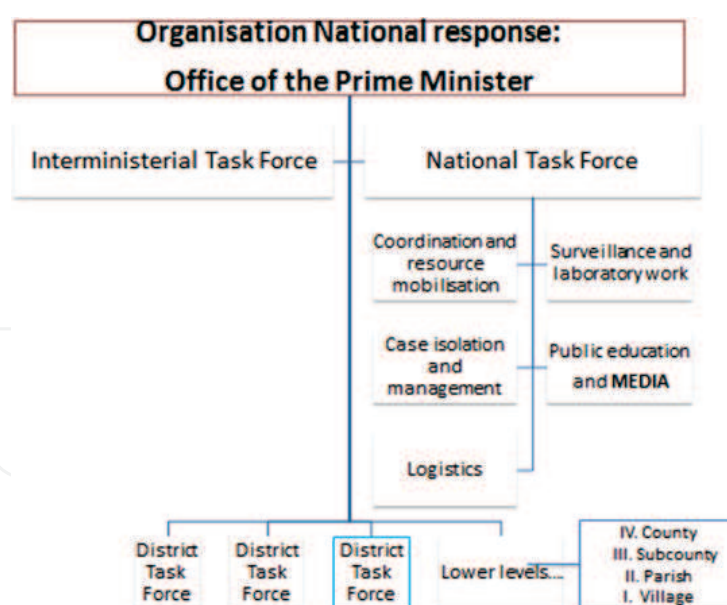 Organisation National response:
Office of the Prime Minister
Interministerial Task Force
National Task Force
Coordination and
resource
mobilisation
Surveillance and
laboratory work
Case isolation
and
management
Public education
and MEDIA
Logistics
District
Task
Force
District
Task
Force
District
Task
Force
Lower levels...
IV. County
III. Subcounty
II. Parish
I. Village